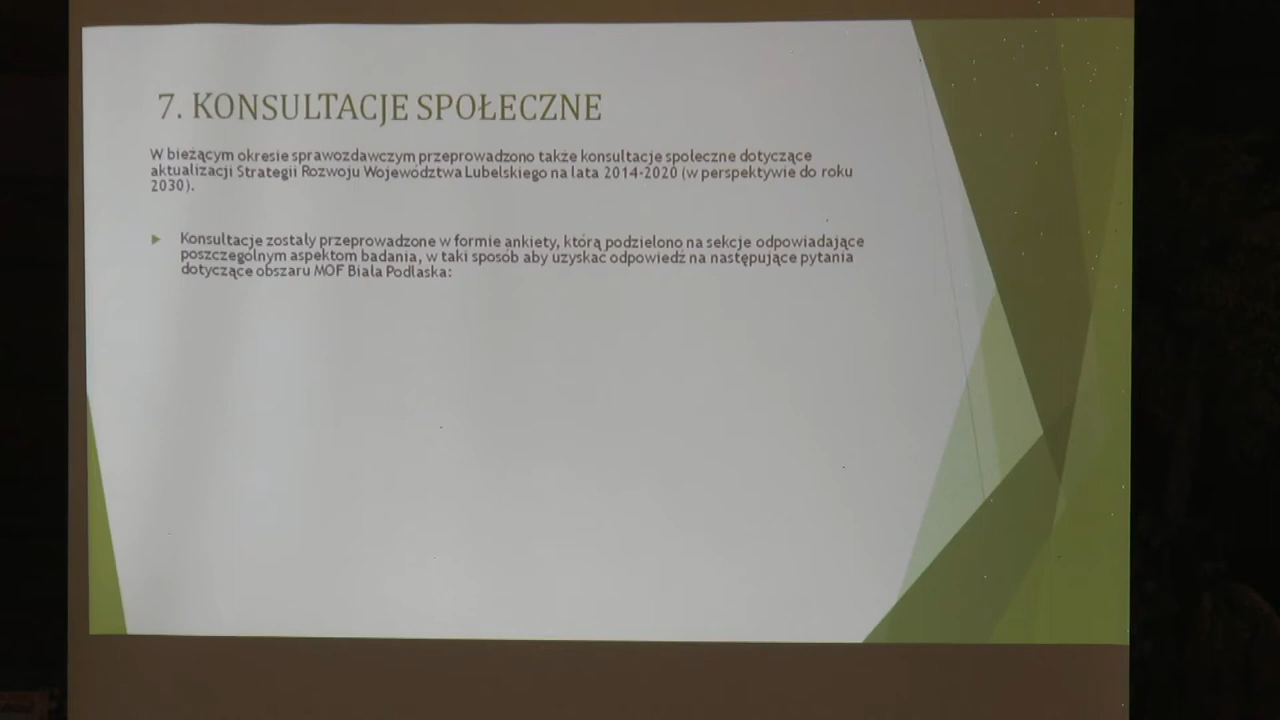 7. KONSULTACJE SPOŁECZNE
W bieżącym okresie sprawozdawczym przeprowadzono także konsultacje społeczne dotyczące
aktualizacji Strategii Rozwoju Województwa Lubelskiego na lata 2014-2020 (w perspektywie do roku
2030).
Konsultacje zostały przeprowadzone w formie ankiety, którą podzielono na sekcje odpowiadające
poszczególnym aspektom badania, w taki sposób aby uzyskać odpowiedź na następujące pytania
dotyczące obszaru MOF Biała Podlaska: